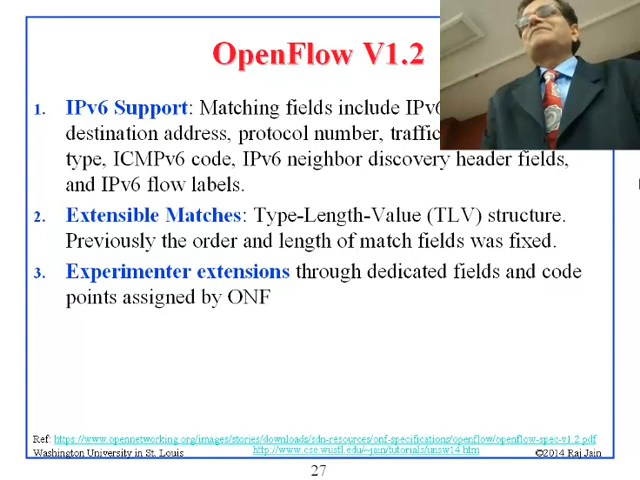 OpenFlow V1.2
1. IPv6 Support: Matching fields include IPv6
destination address, protocol number, traffic
type, ICMPv6 code, IPv6 neighbor discovery header fields,
and IPv6 flow labels.
2. Extensible Matches: Type-Length-Value (TLV) structure.
Previously the order and length of match fields was fixed.
3. Experimenter extensions through dedicated fields and code
points assigned by ONF
Ref: https://www.opennetworking.org/images/stories/downloads/sdn-resources/onf-specifications/openflow/openflow-spec-v1.2.pdf
Washington University in St. Louis http://www.cse.wustl.edu/~jain/tutorials/unsw14.htm ©2014 Raj Jain
27